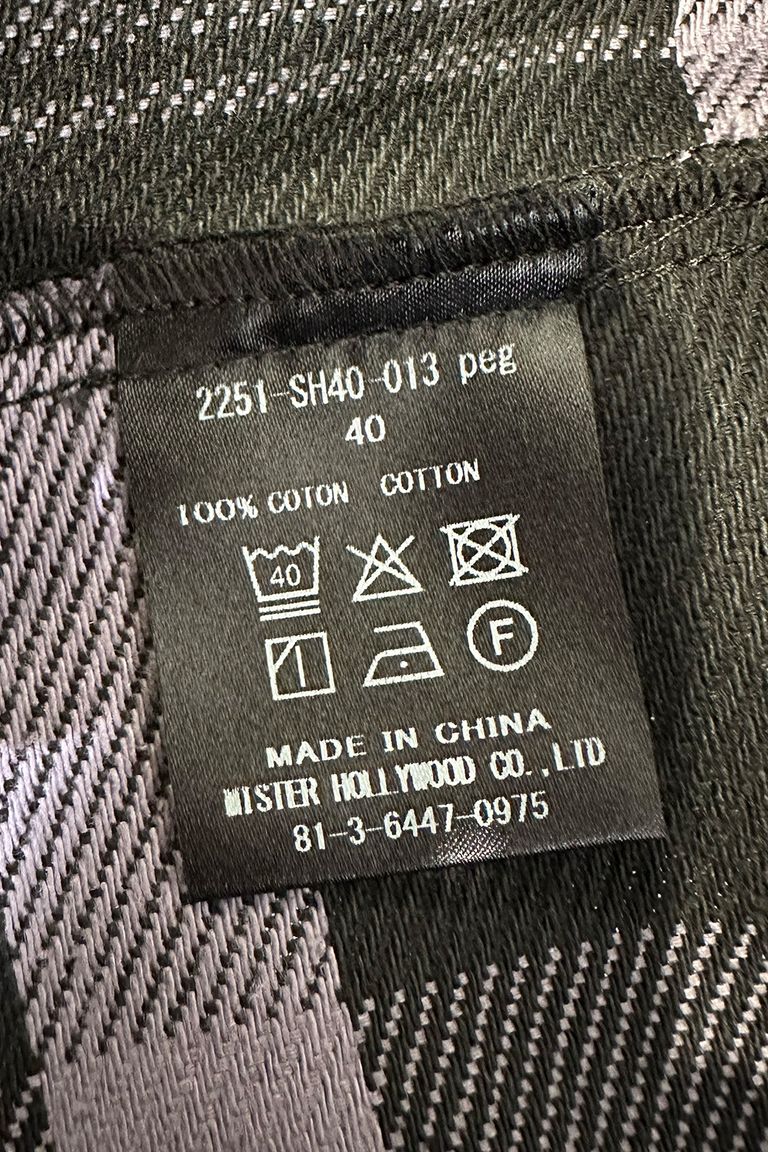 2251-SH40-013 peg
40
100% COTON COTTON
40
F
MADE IN CHINA
MISTER HOLLYWOOD CO.,LTD
81-3-6447-0975